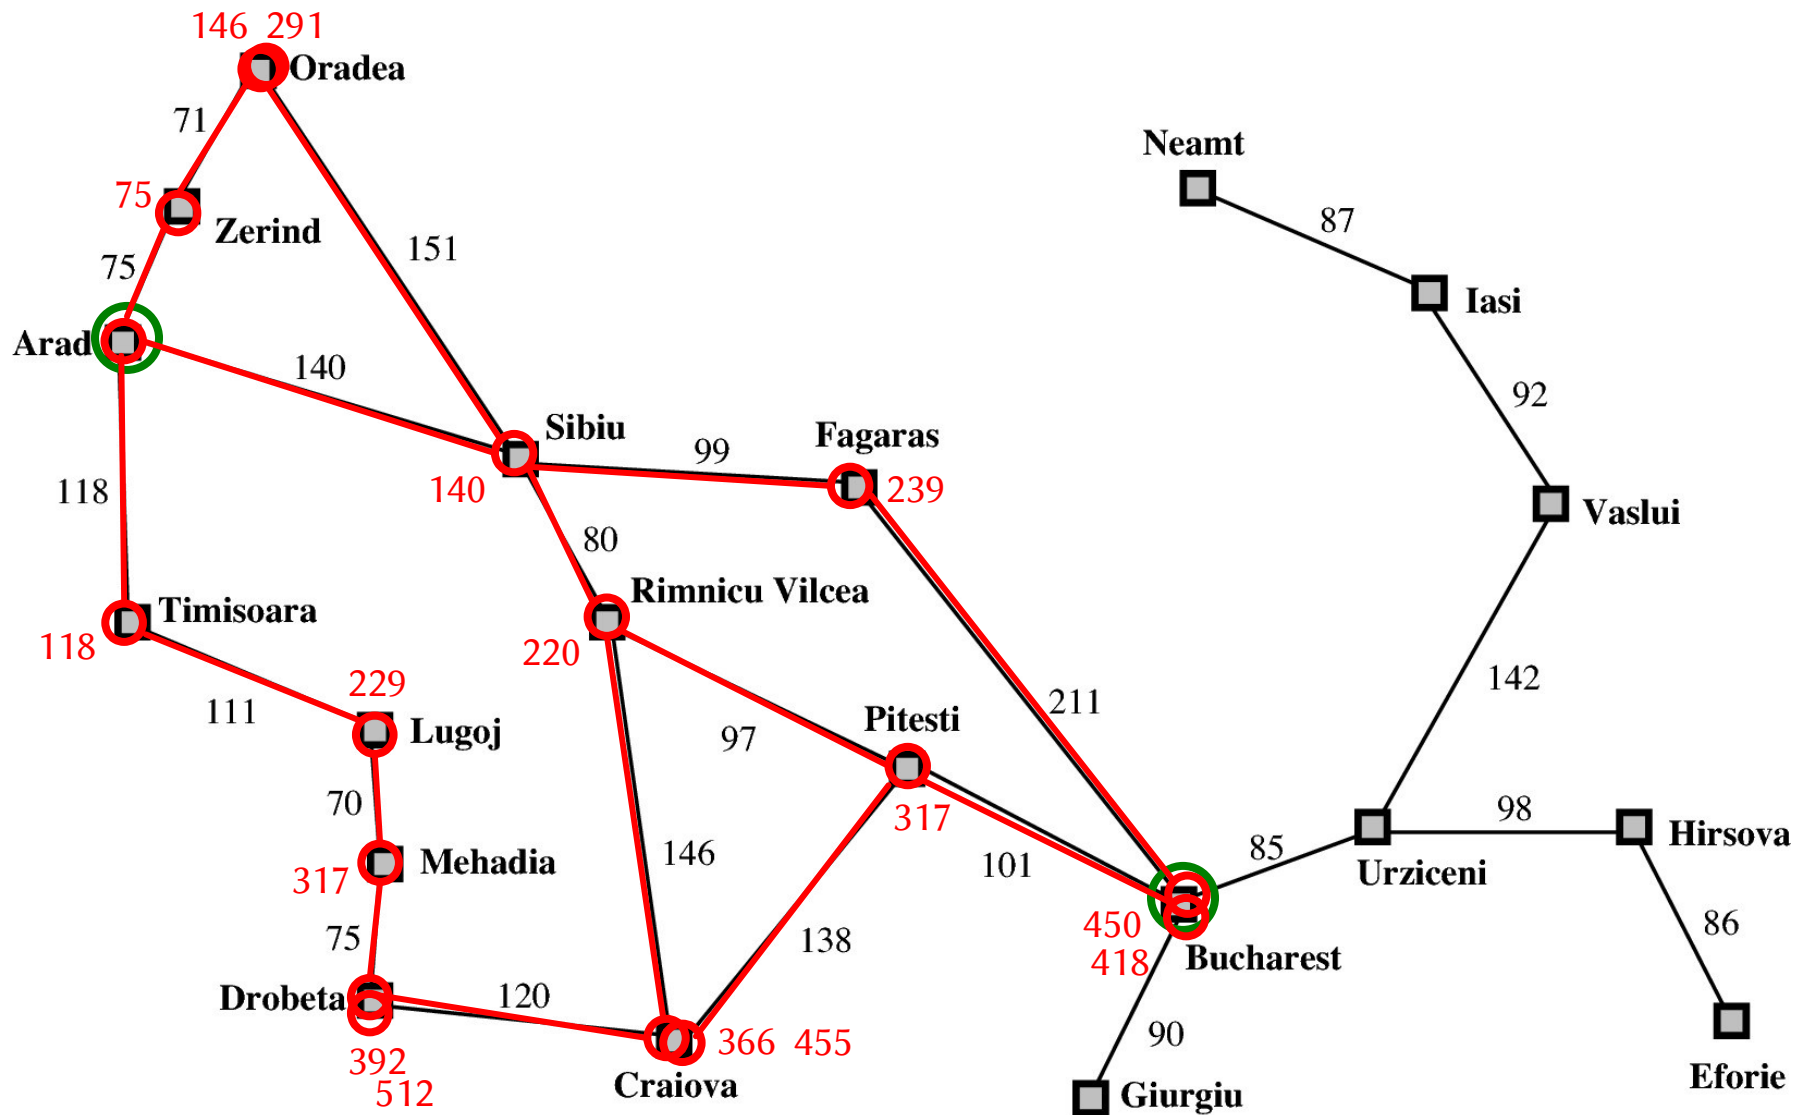 146 291
Oradea
71
Neamt
75
Zerind
87
151
75
Iasi
Arad
140
92
Sibiu
Fagaras
99
118
140
239
Vaslui
80
Rimnicu Vilcea
Timisoara
118
220
142
229
211
111
Lugoj
97
Pitesti
70
317
98
Hirsova
146
101
85
Mehadia
Urziceni
317
75
138
450
86
418
Bucharest
Drobeta
120
366 455
90
392
Craiova
Eforie
512
Giurgiu